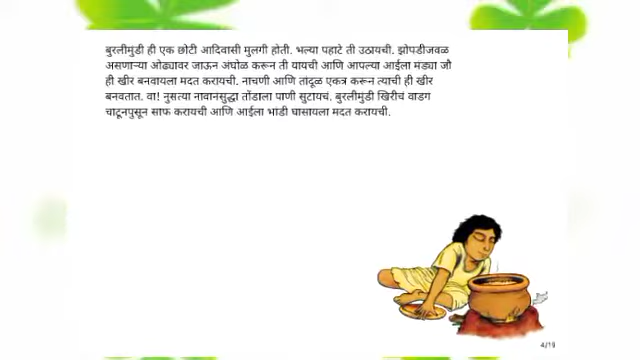 बुरलीमुंडी ही एक छोटी आदिवासी मुलगी होती. भल्या पहाटे ती उठायची. झोपडीजवळ
असणाऱ्या ओढ्यावर जाऊन अंघोळ करून ती यायची आणि आपल्या आईला मंड्या जौ
ही खीर बनवायला मदत करायची. नाचणी आणि तांदूळ एकत्र करून त्याची ही खीर
बनवतात. वा! नुसत्या नावानंसुद्धा तोंडाला पाणी सुटायचं. बुरलीमुंडी खिरीचं वाडगं
चाटूनपुसून साफ करायची आणि आईला भांडी घासायला मदत करायची.
4/19